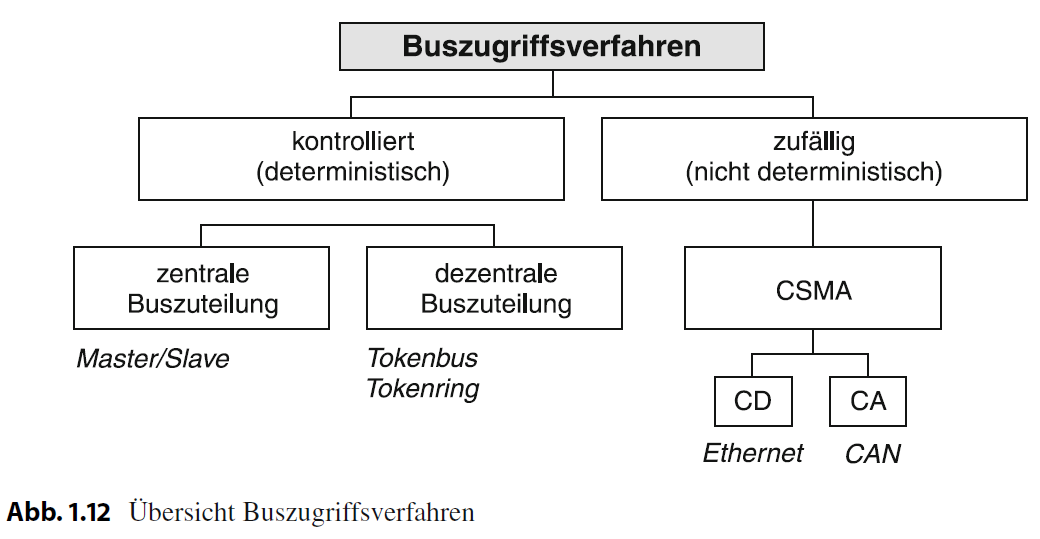 Buszugriffsverfahren
kontrolliert
(deterministisch)
zufällig
(nicht deterministisch)
zentrale
Buszuteilung
dezentrale
Buszuteilung
CSMA
Master/Slave
Tokenbus
Tokenring
CD
CA
Ethernet
CAN
Abb. 1.12 Übersicht Buszugriffsverfahren